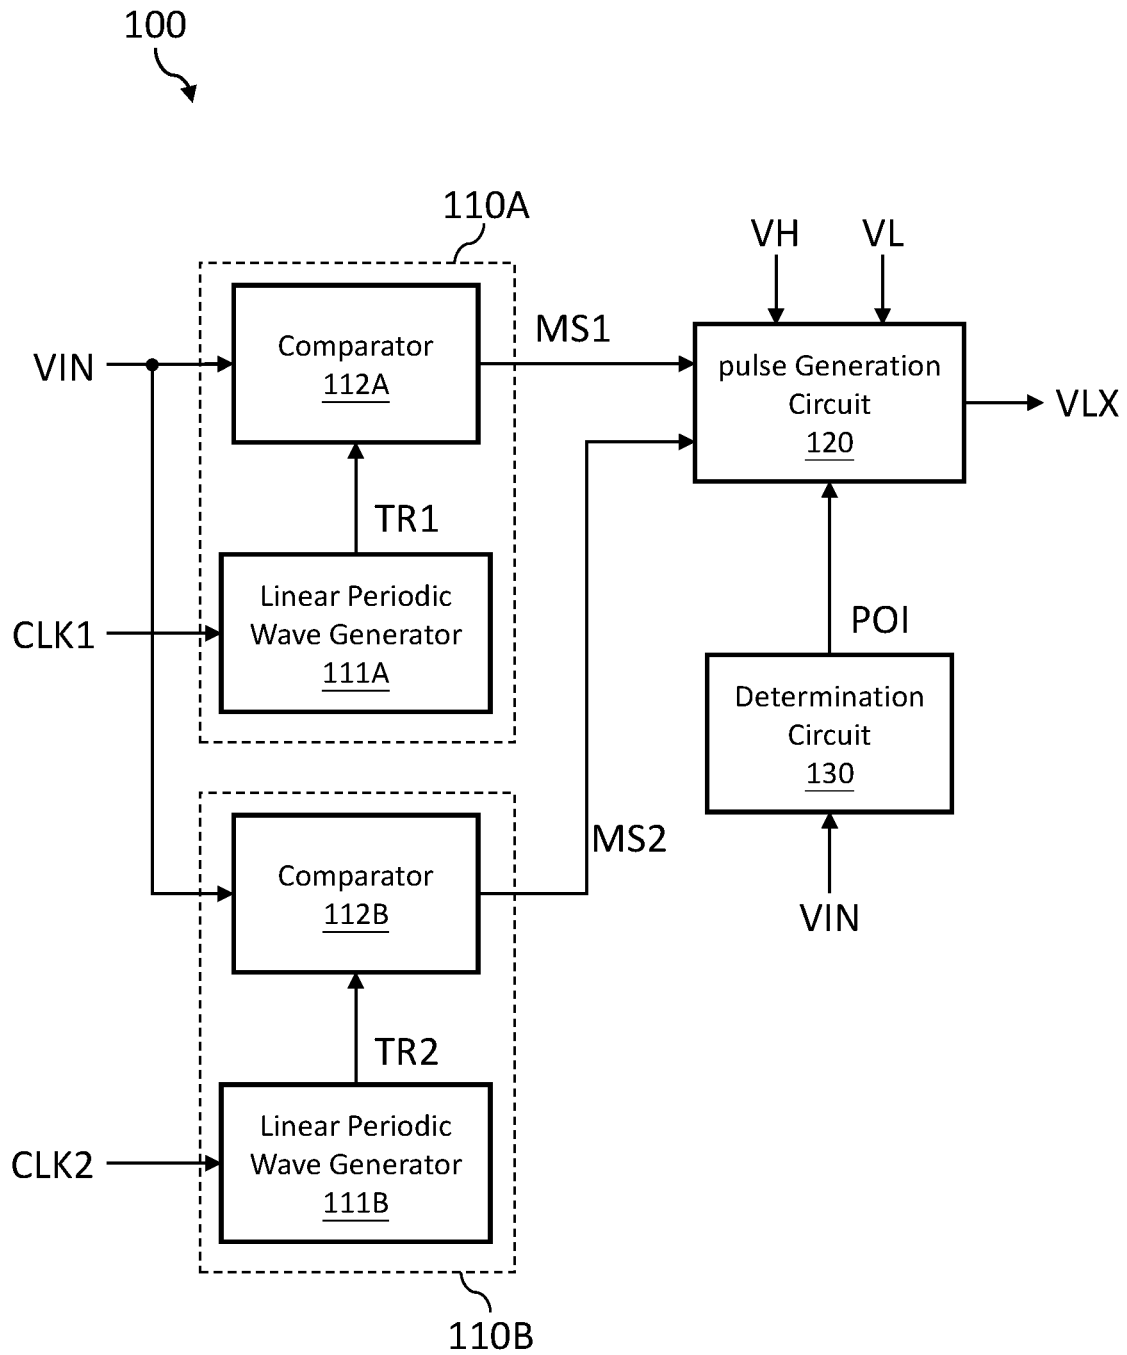 100
110A
VH
VL
MS1
Comparator
112A
VIN
pulse Generation
Circuit
120
VLX
TR1
Linear Periodic
Wave Generator
111A
CLK1
POI
Determination
Circuit
130
MS2
Comparator
112B
VIN
TR2
Linear Periodic
Wave Generator
111B
CLK2
110B